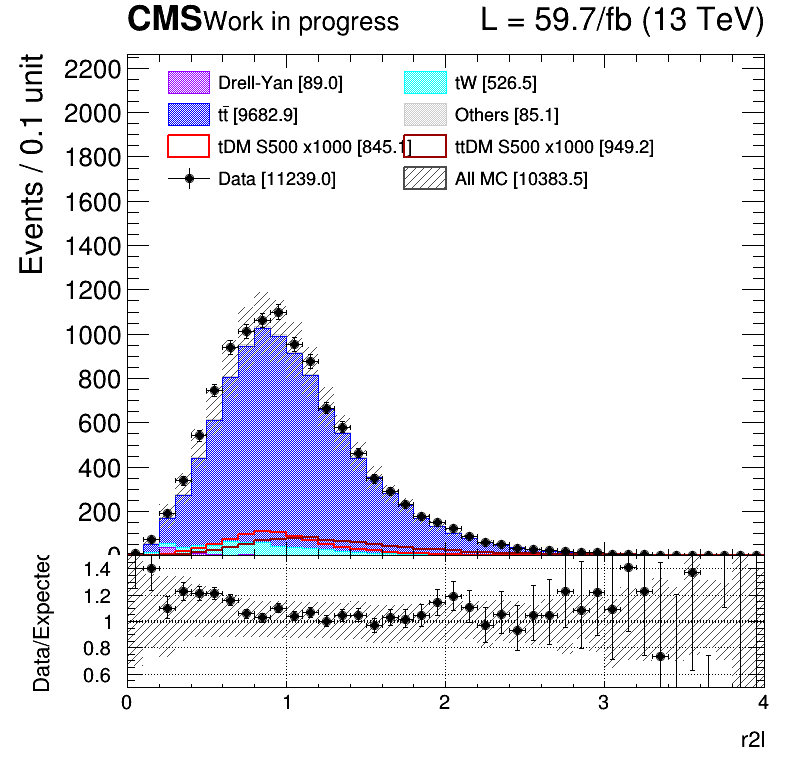 CMS Work in progress L = 59.7/fb (13 TeV)
Events / 0.1 unit
2200
2000
1800
1600
1400
1200
1000
800
600
400
200
0
Drell-Yan [89.0] tW [526.5]
tt̄ [9682.9] Others [85.1]
tDM S500 x1000 [845.1] ttDM S500 x1000 [949.2]
Data [11239.0] All MC [10383.5]
Data/Expected
1.4
1.2
1
0.8
0.6
0 1 2 3 4
r2l